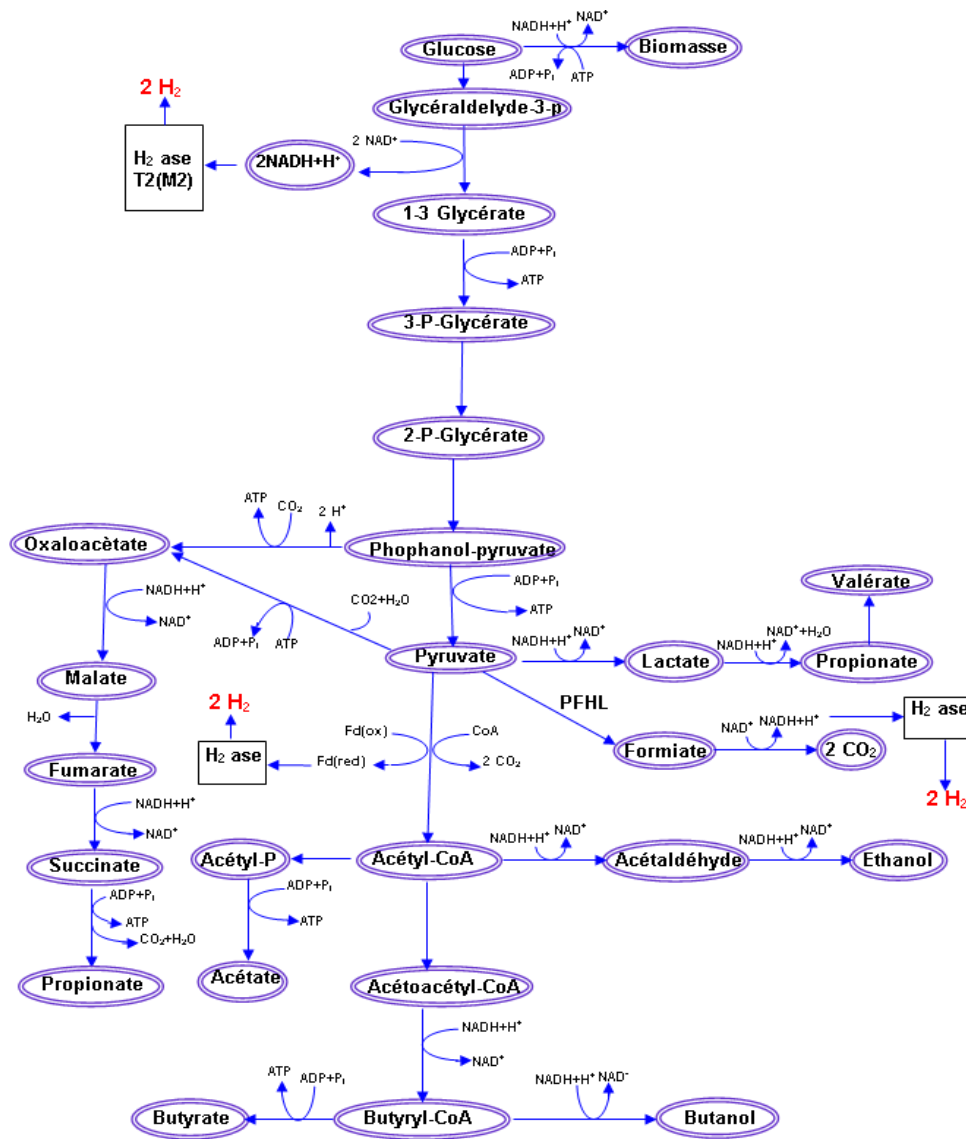 NADH+H⁺ NAD⁺
Glucose
Biomasse
ADP+Pᵢ ATP
2 H₂
Glycéraldelyde-3-p
2 NAD⁺
H₂ ase
T2(M2)
2NADH+H⁺
1-3 Glycérate
ADP+Pᵢ
ATP
3-P-Glycérate
2-P-Glycérate
ATP
CO₂
2 H⁺
Oxaloacètate
Phophanol-pyruvate
NADH+H⁺
NAD⁺
ADP+Pᵢ
ATP
CO2+H₂O
ADP+Pᵢ
ATP
Valérate
NADH+H⁺ NAD⁺
NADH+H⁺ NAD⁺+H₂O
Pyruvate
Lactate
Propionate
Malate
PFHL
2 H₂
H₂ ase
H₂O
Fd(ox)
CoA
NAD⁺ NADH+H⁺
H₂ ase
Fd(red)
2 CO₂
Formiate
2 CO₂
Fumarate
2 H₂
NADH+H⁺
NAD⁺
NADH+H⁺ NAD⁺
NADH+H⁺ NAD⁺
Succinate
Acétyl-P
Acétyl-CoA
Acétaldéhyde
Ethanol
ADP+Pᵢ
ATP
CO₂+H₂O
ADP+Pᵢ
ATP
Propionate
Acétate
Acétoacétyl-CoA
NADH+H⁺
NAD⁺
ATP
ADP+Pᵢ
NADH+H⁺ NAD⁻
Butyrate
Butyryl-CoA
Butanol